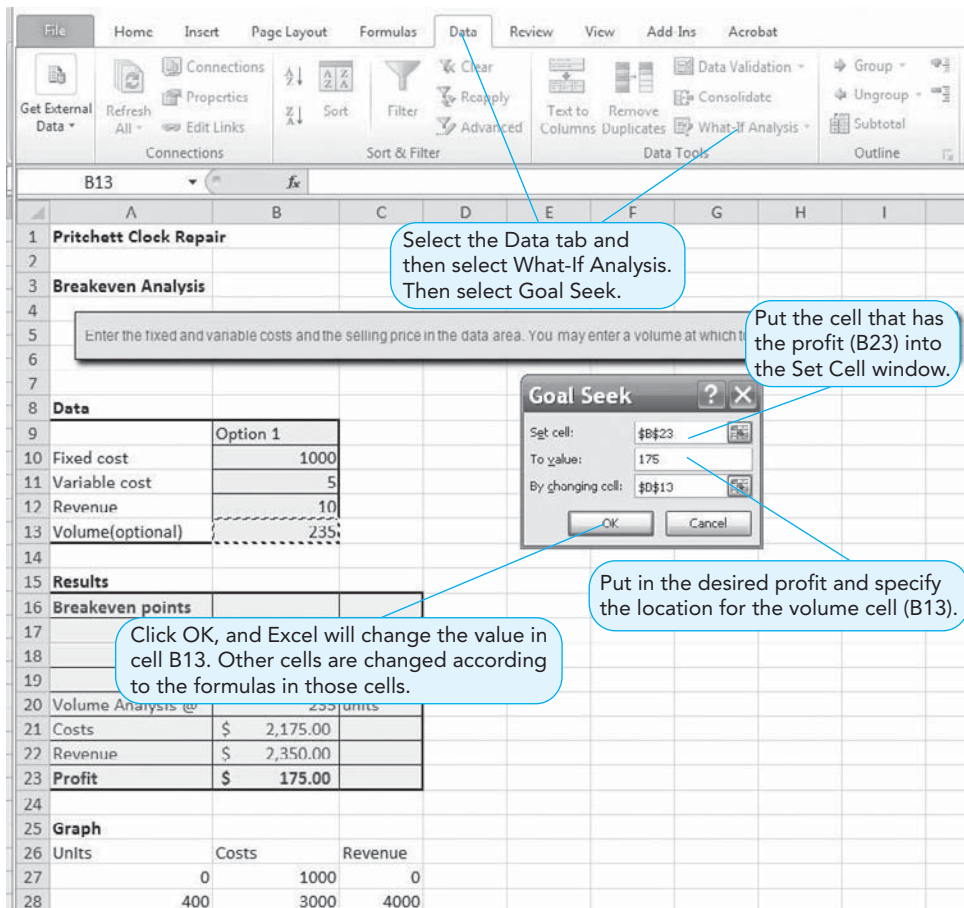 File Home Insert Page Layout Formulas Data Review View Add-Ins Acrobat
Get External Data
Refresh All
Connections
Properties
Edit Links
Connections
Sort
Filter
Clear
Reapply
Advanced
Sort & Filter
Text to Columns
Remove Duplicates
Data Validation
Consolidate
What-If Analysis
Data Tools
Group
Ungroup
Subtotal
Outline
B13 fx
A B C D E F G H I
1 Pritchett Clock Repair
2
3 Breakeven Analysis
4
5 Enter the fixed and variable costs and the selling price in the data area. You may enter a volume at which
6
7
8 Data
9 Option 1
10 Fixed cost 1000
11 Variable cost 5
12 Revenue 10
13 Volume(optional) 235
14
15 Results
16 Breakeven points
17
18
19
20 Volume Analysis @ 235 units
21 Costs $ 2,175.00
22 Revenue $ 2,350.00
23 Profit $ 175.00
24
25 Graph
26 Units Costs Revenue
27 0 1000 0
28 400 3000 4000
Select the Data tab and
then select What-If Analysis.
Then select Goal Seek.
Put the cell that has
the profit (B23) into
the Set Cell window.
Goal Seek ? X
Set cell: $B$23
To value: 175
By changing cell: $B$13
OK Cancel
Put in the desired profit and specify
the location for the volume cell (B13).
Click OK, and Excel will change the value in
cell B13. Other cells are changed according
to the formulas in those cells.